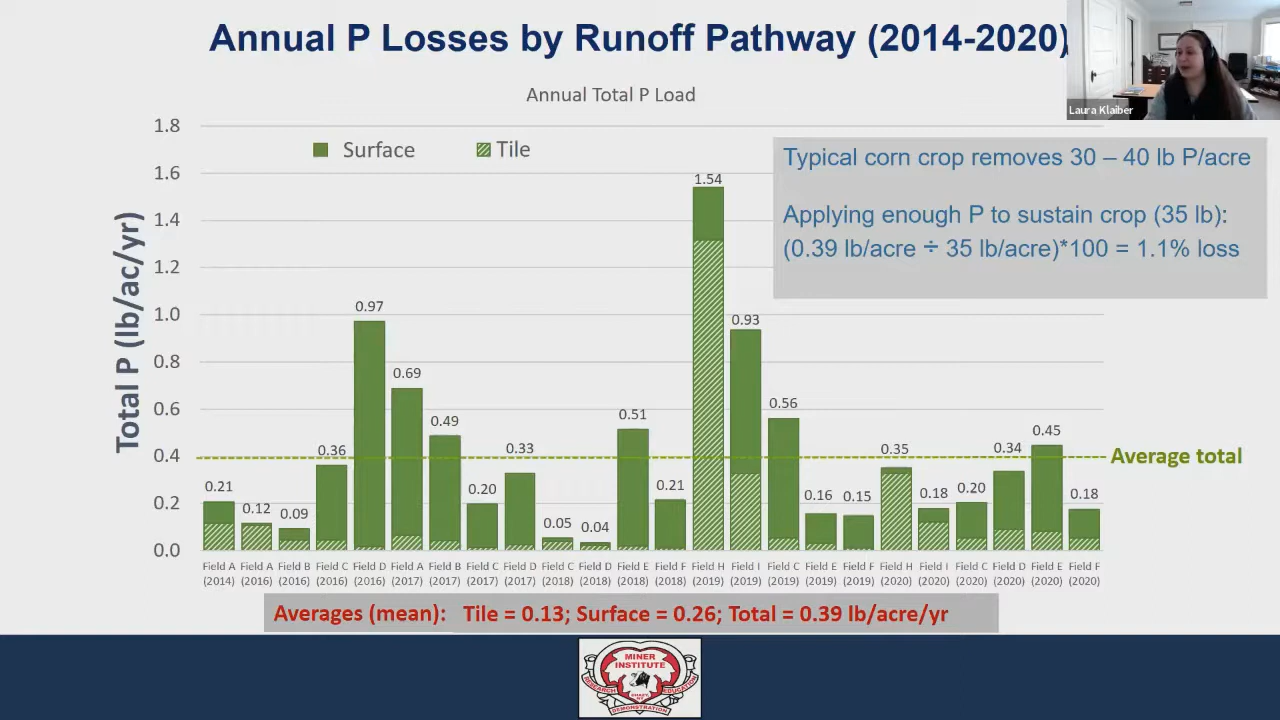 Annual P Losses by Runoff Pathway (2014-2020)
Laura Klaiber
Annual Total P Load
Surface
Tile
Typical corn crop removes 30 – 40 lb P/acre
Applying enough P to sustain crop (35 lb):
(0.39 lb/acre ÷ 35 lb/acre)*100 = 1.1% loss
Total P (lb/ac/yr)
1.8
1.6
1.4
1.2
1.0
0.8
0.6
0.4
0.2
0.0
0.21
0.12
0.09
0.36
0.97
0.69
0.49
0.20
0.33
0.05
0.04
0.51
0.21
1.54
0.93
0.56
0.16
0.15
0.35
0.18
0.20
0.34
0.45
0.18
Average total
Field A Field A Field B Field C Field D Field A Field B Field C Field D Field C Field D Field E Field F Field H Field I Field C Field E Field F Field H Field I Field C Field D Field E Field F
(2014) (2016) (2016) (2016) (2016) (2017) (2017) (2017) (2017) (2018) (2018) (2018) (2018) (2019) (2019) (2019) (2019) (2019) (2020) (2020) (2020) (2020) (2020) (2020)
Averages (mean): Tile = 0.13; Surface = 0.26; Total = 0.39 lb/acre/yr
MINER
INSTITUTE
RESEARCH
EDUCATION
DEMONSTRATION